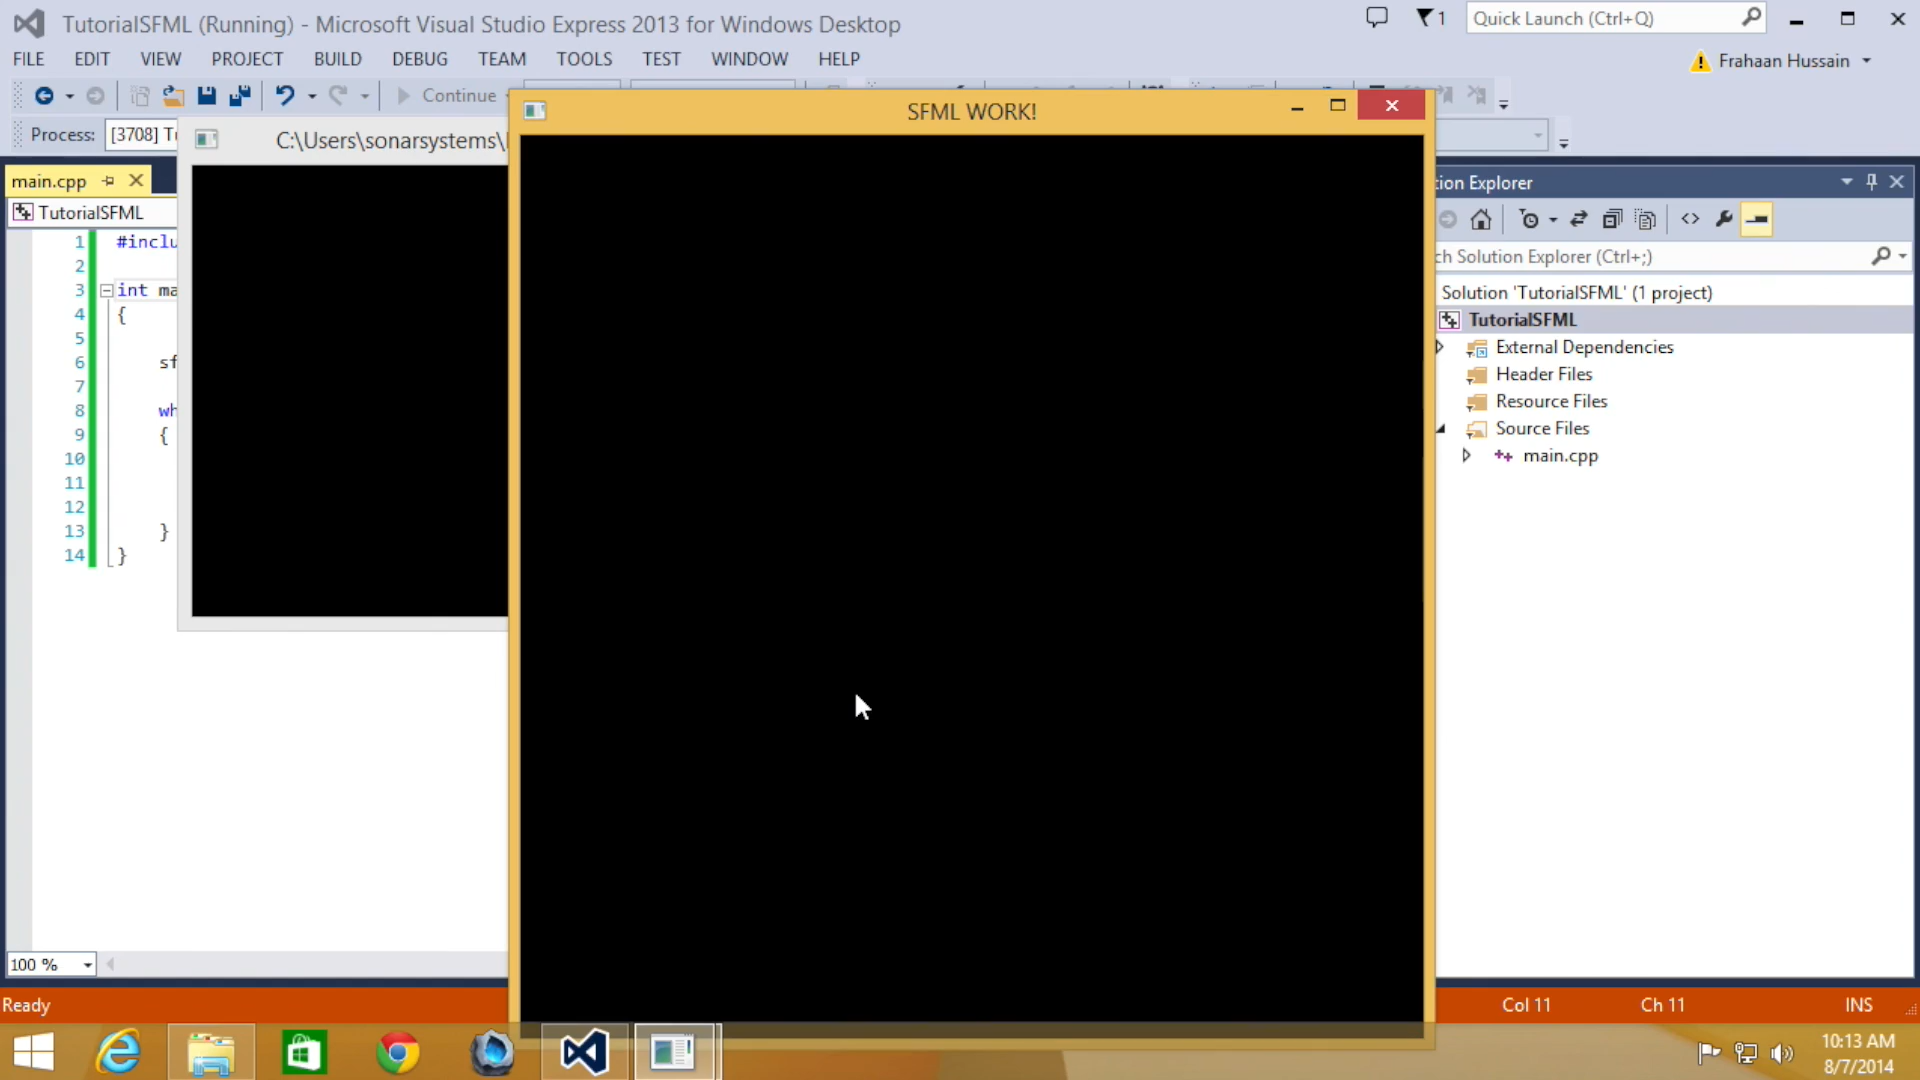 TutorialSFML (Running) - Microsoft Visual Studio Express 2013 for Windows Desktop
1
Quick Launch (Ctrl+Q)
FILE EDIT VIEW PROJECT BUILD DEBUG TEAM TOOLS TEST WINDOW HELP
Frahaan Hussain
Continue
SFML WORK!
Process: [3708]
C:\Users\sonarsystems\
main.cpp
TutorialSFML
1 #inclu
2
3 int ma
4 {
5
6 sf
7
8 wh
9 {
10
11
12
13 }
14 }
100 %
tion Explorer
ch Solution Explorer (Ctrl+;)
Solution 'TutorialSFML' (1 project)
TutorialSFML
External Dependencies
Header Files
Resource Files
Source Files
main.cpp
Ready
Col 11
Ch 11
INS
10:13 AM
8/7/2014